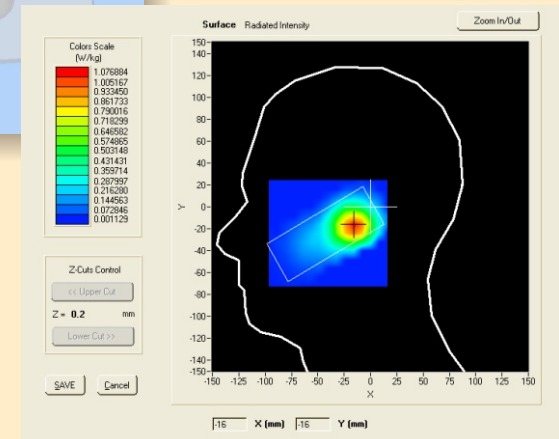 Surface Radiated Intensity
Zoom In/Out
Colors Scale
(W/kg)
1.076884
1.005167
0.933450
0.861733
0.790016
0.718299
0.646582
0.574865
0.503148
0.431431
0.359714
0.287997
0.216280
0.144563
0.072846
0.001129
150
140
120
100
80
60
40
20
0
-20
-40
-60
-80
-100
-120
-140
-150
Y
-150 -125 -100 -75 -50 -25 0 25 50 75 100 125 150
X
Z-Cuts Control
<< Upper Cut
Z = 0.2 mm
Lower Cut >>
SAVE Cancel
-16 X (mm) -16 Y (mm)